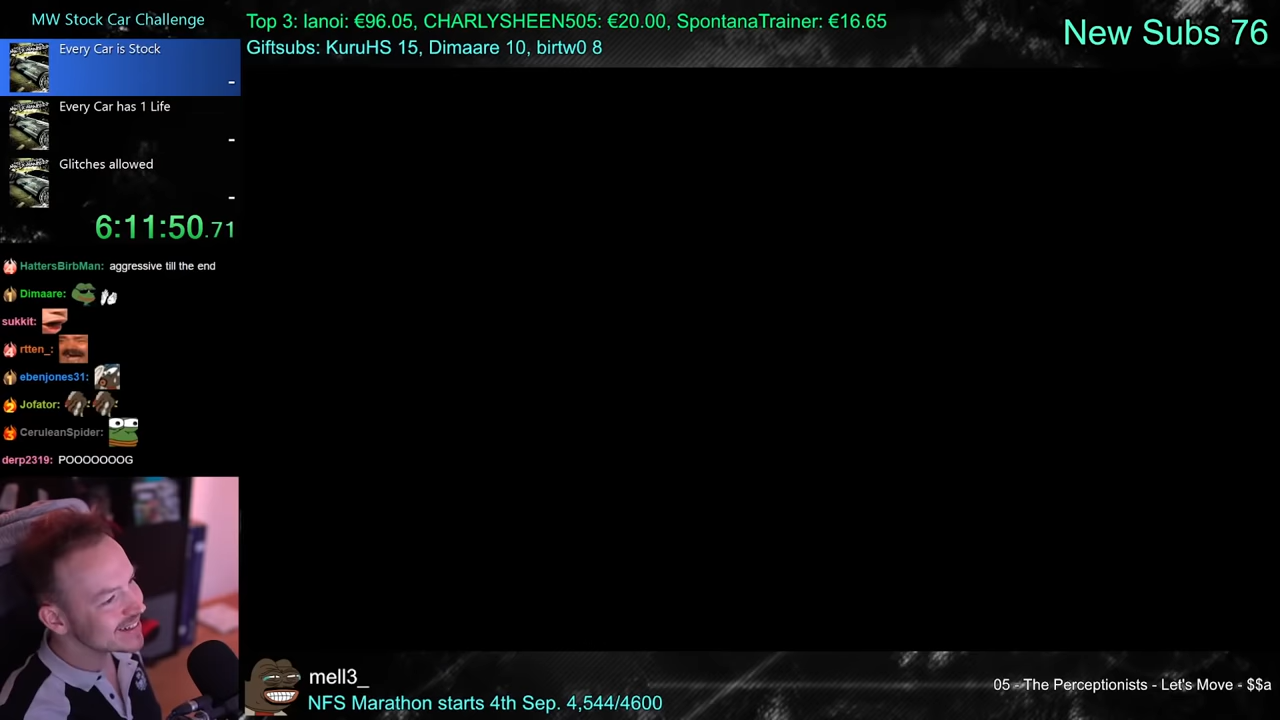 MW Stock Car Challenge
Every Car is Stock
-
Every Car has 1 Life
-
Glitches allowed
-
6:11:50.71
HattersBirbMan: aggressive till the end
Dimaare:
sukkit:
rtten_:
ebenjones31:
Jofator:
CeruleanSpider:
derp2319: POOOOOOOG
Top 3: lanoi: €96.05, CHARLYSHEEN505: €20.00, SpontanaTrainer: €16.65
Giftsubs: KuruHS 15, Dimaare 10, birtw0 8
New Subs 76
mell3_
NFS Marathon starts 4th Sep. 4,544/4600
05 - The Perceptionists - Let's Move - $$a